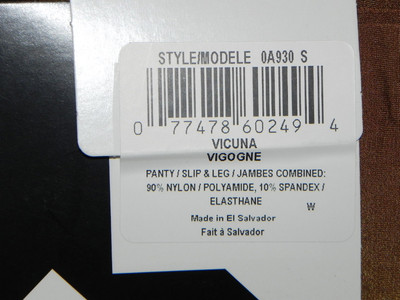 STYLE/MODELE 0A930 S
0 77478 60249 4
VICUNA
VIGOGNE
PANTY / SLIP & LEG / JAMBES COMBINED:
90% NYLON / POLYAMIDE, 10% SPANDEX /
ELASTHANE
W
Made in El Salvador
Fait à Salvador